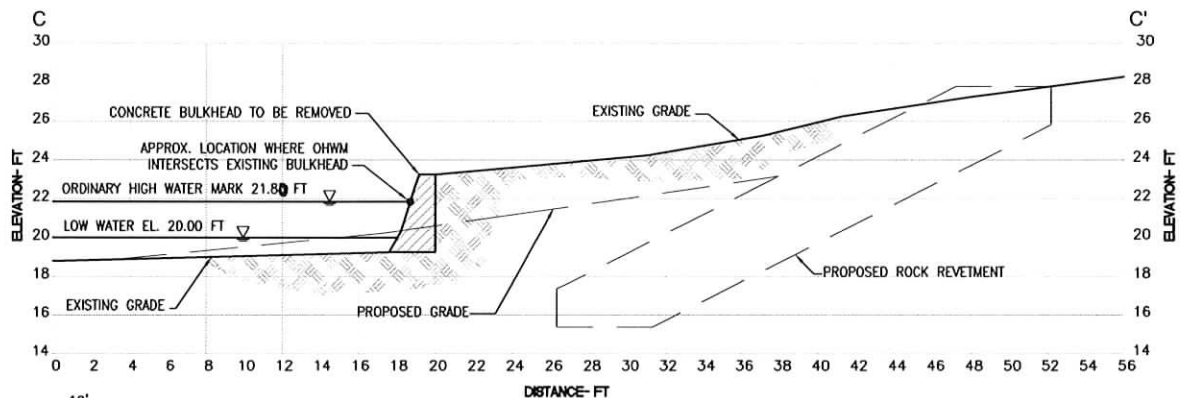 C
C'
30
30
28
28
CONCRETE BULKHEAD TO BE REMOVED
EXISTING GRADE
26
26
APPROX. LOCATION WHERE OHWM
INTERSECTS EXISTING BULKHEAD
24
24
ORDINARY HIGH WATER MARK 21.80 FT
22
22
ELEVATION-FT
ELEVATION-FT
LOW WATER EL. 20.00 FT
20
20
18
18
PROPOSED ROCK REVETMENT
EXISTING GRADE
PROPOSED GRADE
16
16
14
14
0 2 4 6 8 10 12 14 16 18 20 22 24 26 28 30 32 34 36 38 40 42 44 46 48 50 52 54 56
DISTANCE-FT